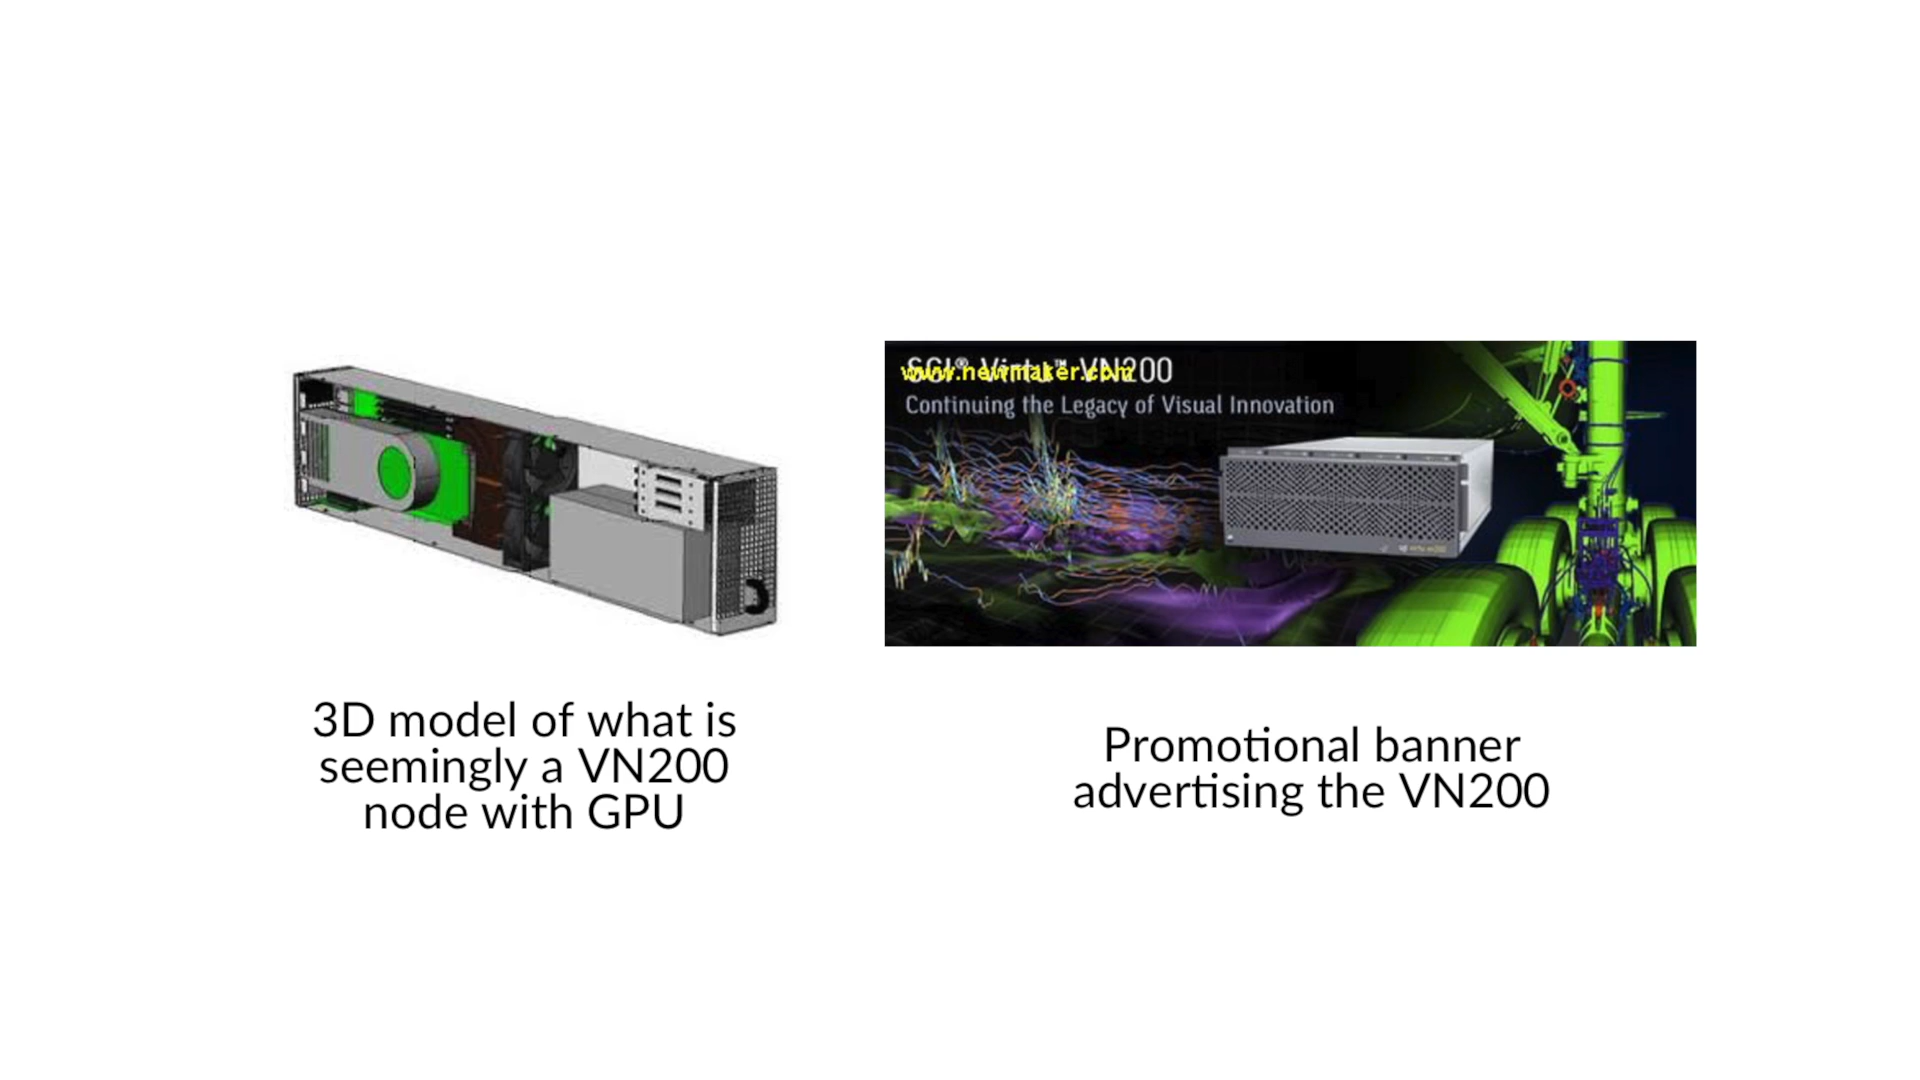 SGI® Virtu™ VN200
www.newmaker.com
Continuing the Legacy of Visual Innovation
3D model of what is
seemingly a VN200
node with GPU
Promotional banner
advertising the VN200